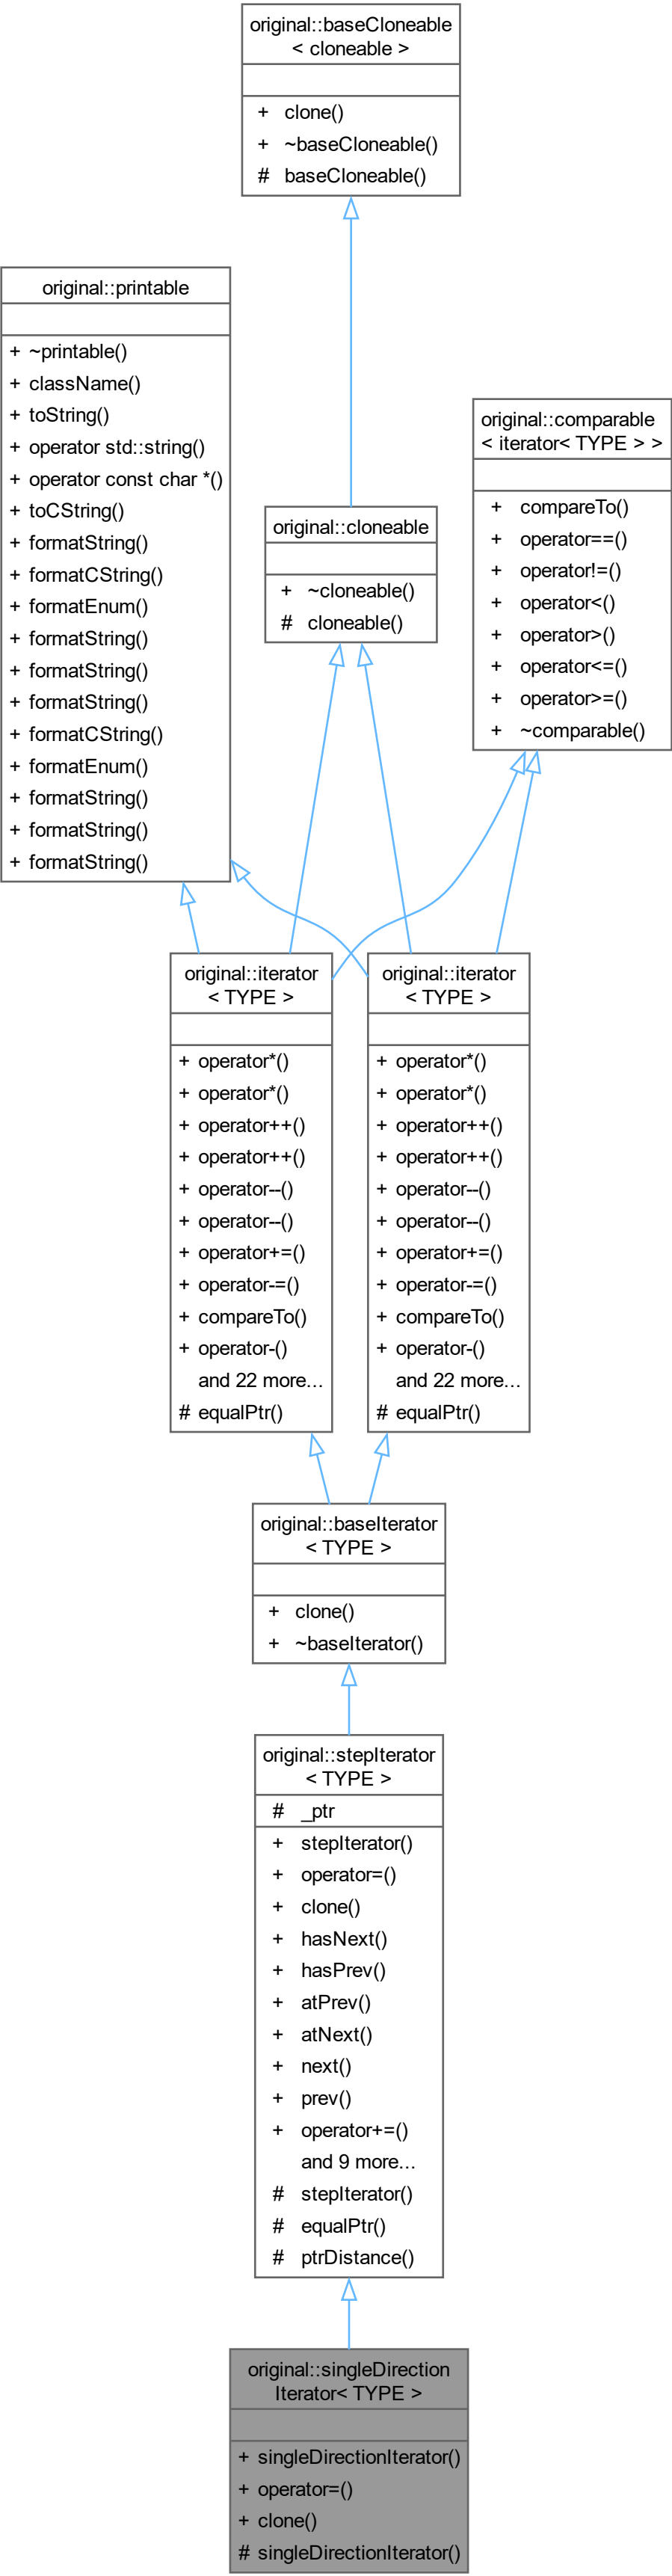 original::baseCloneable
< cloneable >
+ clone()
+ ~baseCloneable()
# baseCloneable()
original::printable
+ ~printable()
+ className()
+ toString()
+ operator std::string()
+ operator const char *()
+ toCString()
+ formatString()
+ formatCString()
+ formatEnum()
+ formatString()
+ formatString()
+ formatString()
+ formatCString()
+ formatEnum()
+ formatString()
+ formatString()
+ formatString()
original::comparable
< iterator< TYPE > >
+ compareTo()
+ operator==()
+ operator!=()
+ operator<()
+ operator>()
+ operator<=()
+ operator>=()
+ ~comparable()
original::cloneable
+ ~cloneable()
# cloneable()
original::iterator
< TYPE >
+ operator*()
+ operator*()
+ operator++()
+ operator++()
+ operator--()
+ operator--()
+ operator+=()
+ operator-=()
+ compareTo()
+ operator-()
and 22 more...
# equalPtr()
original::iterator
< TYPE >
+ operator*()
+ operator*()
+ operator++()
+ operator++()
+ operator--()
+ operator--()
+ operator+=()
+ operator-=()
+ compareTo()
+ operator-()
and 22 more...
# equalPtr()
original::baseIterator
< TYPE >
+ clone()
+ ~baseIterator()
original::stepIterator
< TYPE >
# _ptr
+ stepIterator()
+ operator=()
+ clone()
+ hasNext()
+ hasPrev()
+ atPrev()
+ atNext()
+ next()
+ prev()
+ operator+=()
and 9 more...
# stepIterator()
# equalPtr()
# ptrDistance()
original::singleDirection
Iterator< TYPE >
+ singleDirectionIterator()
+ operator=()
+ clone()
# singleDirectionIterator()